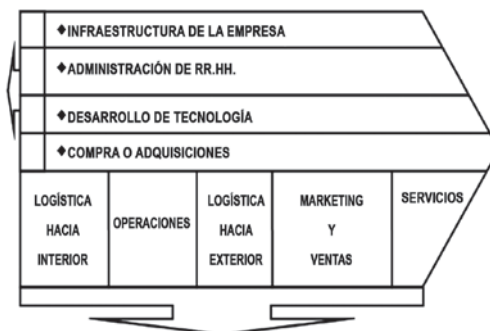 ◆INFRAESTRUCTURA DE LA EMPRESA
◆ADMINISTRACIÓN DE RR.HH.
◆DESARROLLO DE TECNOLOGÍA
◆COMPRA O ADQUISICIONES
LOGÍSTICA
HACIA
INTERIOR
OPERACIONES
LOGÍSTICA
HACIA
EXTERIOR
MARKETING
Y
VENTAS
SERVICIOS